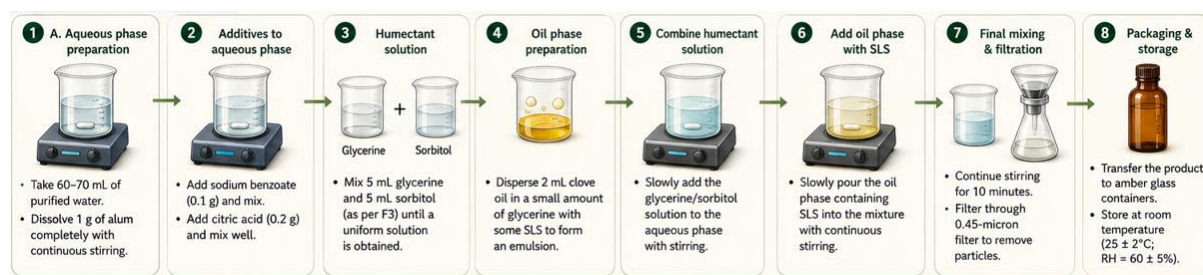 1 A. Aqueous phase
preparation
• Take 60–70 mL of
purified water.
• Dissolve 1 g of alum
completely with
continuous stirring.
2 Additives to
aqueous phase
• Add sodium benzoate
(0.1 g) and mix.
• Add citric acid (0.2 g)
and mix well.
3 Humectant
solution
+
Glycerine Sorbitol
• Mix 5 mL glycerine
and 5 mL sorbitol
(as per F3) until a
uniform solution
is obtained.
4 Oil phase
preparation
• Disperse 2 mL clove
oil in a small amount
of glycerine with
some SLS to form
an emulsion.
5 Combine humectant
solution
• Slowly add the
glycerine/sorbitol
solution to the
aqueous phase
with stirring.
6 Add oil phase
with SLS
• Slowly pour the oil
phase containing
SLS into the mixture
with continuous
stirring.
7 Final mixing
& filtration
• Continue stirring
for 10 minutes.
• Filter through
0.45-micron
filter to remove
particles.
8 Packaging &
storage
• Transfer the product
to amber glass
containers.
• Store at room
temperature
(25 ± 2°C;
RH = 60 ± 5%).